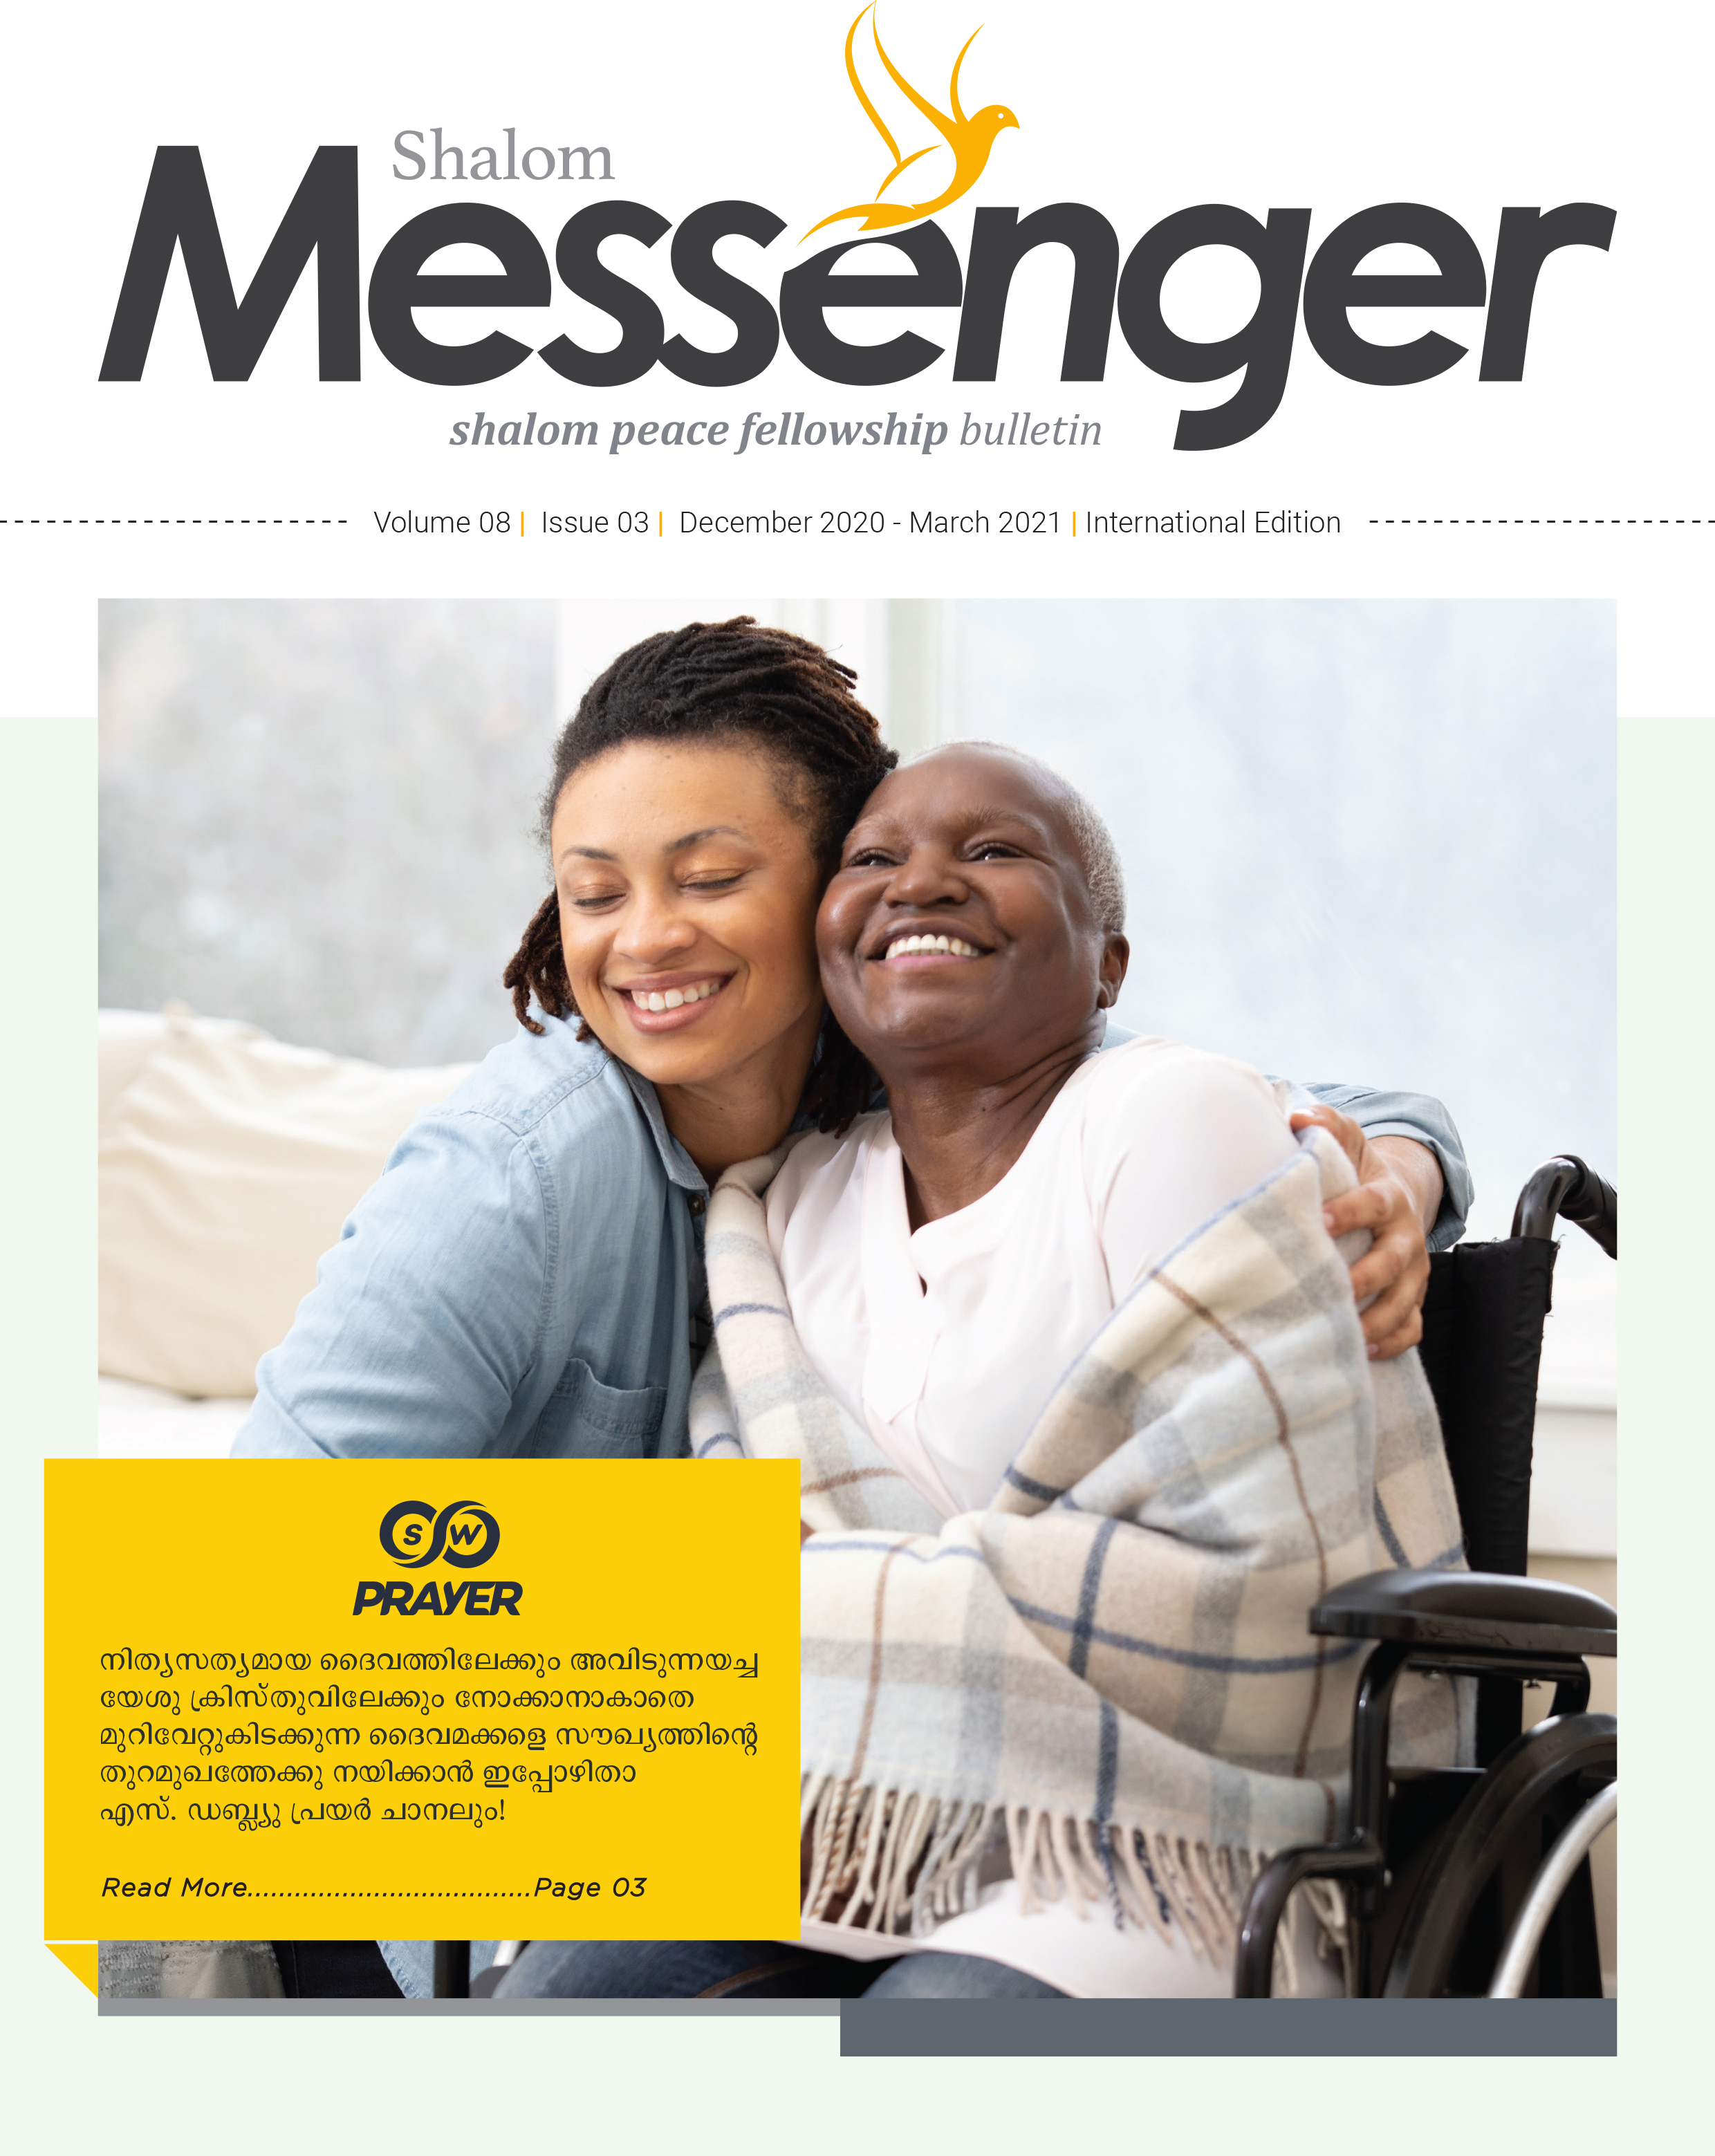 Shalom
Messenger
shalom peace fellowship bulletin
Volume 08 | Issue 03 | December 2020 - March 2021 | International Edition
SW
PRAYER
നിത്യസത്യമായ ദൈവത്തിലേക്കും അവിടുന്നയച്ച
യേശു ക്രിസ്തുവിലേക്കും നോക്കാനാകാതെ
മുറിവേറ്റുകിടക്കുന്ന ദൈവമക്കളെ സൗഖ്യത്തിന്റെ
തുറമുഖത്തേക്കു നയിക്കാൻ ഇപ്പോഴിതാ
എസ്. ഡബ്ല്യു പ്രയർ ചാനലും!
Read More....................................Page 03